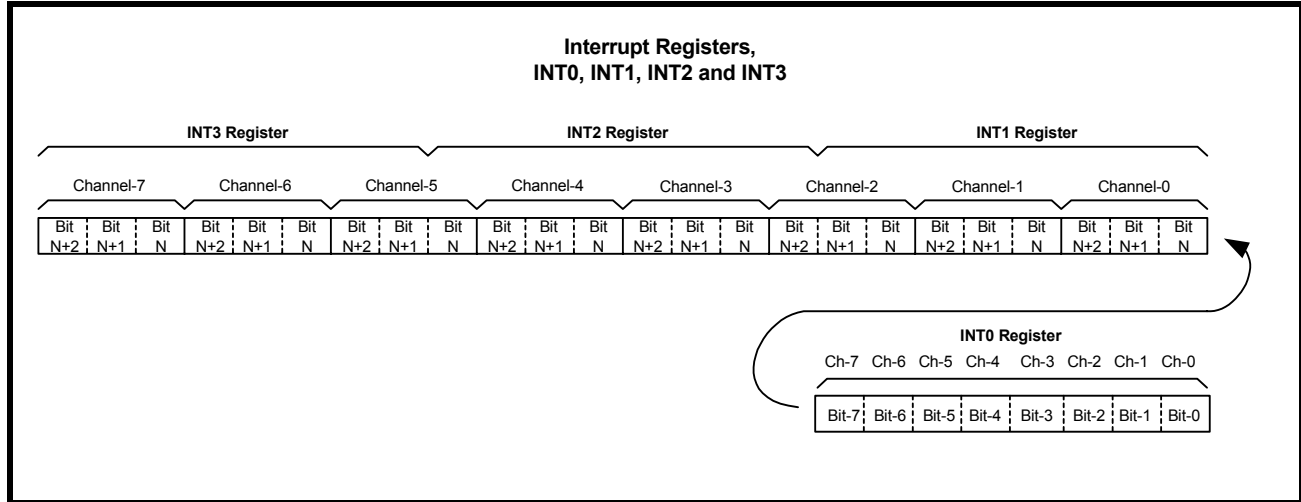 Interrupt Registers,
INT0, INT1, INT2 and INT3
INT3 Register INT2 Register INT1 Register
Channel-7 Channel-6 Channel-5 Channel-4 Channel-3 Channel-2 Channel-1 Channel-0
Bit Bit Bit Bit Bit Bit Bit Bit Bit Bit Bit Bit Bit Bit Bit Bit Bit Bit Bit Bit Bit Bit Bit Bit
N+2 N+1 N N+2 N+1 N N+2 N+1 N N+2 N+1 N N+2 N+1 N N+2 N+1 N N+2 N+1 N N+2 N+1 N
INT0 Register
Ch-7 Ch-6 Ch-5 Ch-4 Ch-3 Ch-2 Ch-1 Ch-0
Bit-7 Bit-6 Bit-5 Bit-4 Bit-3 Bit-2 Bit-1 Bit-0